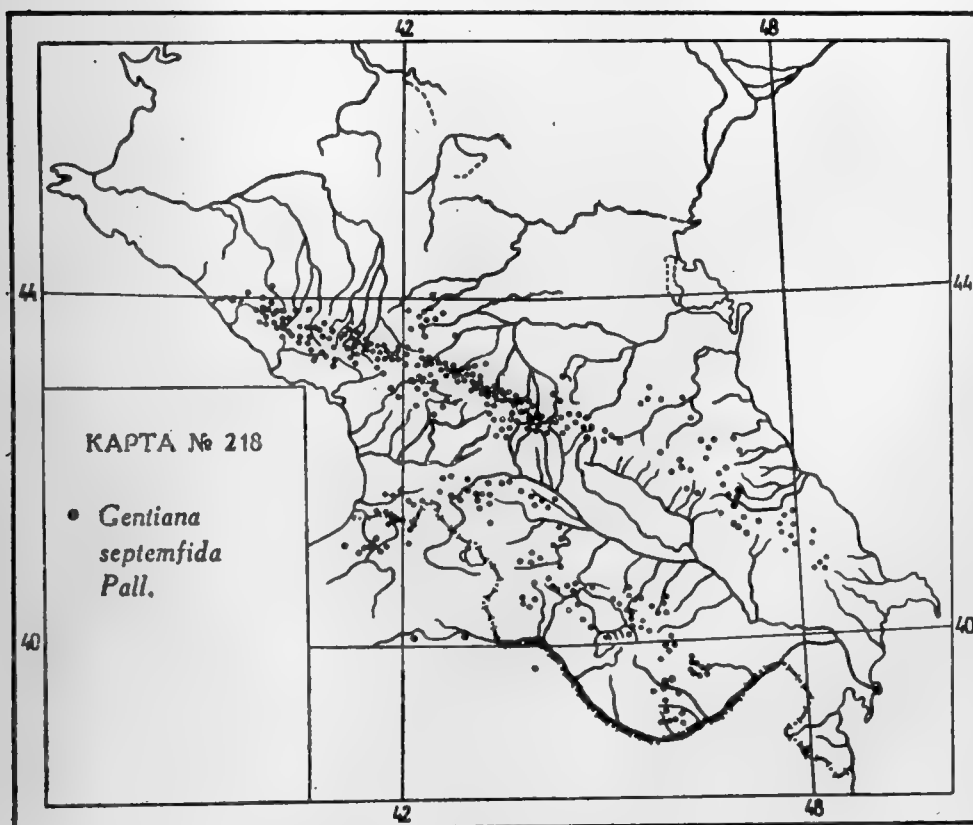 42 48
44 44
КАРТА № 218
Gentiana
septemfida
Pall.
40 40
42 48